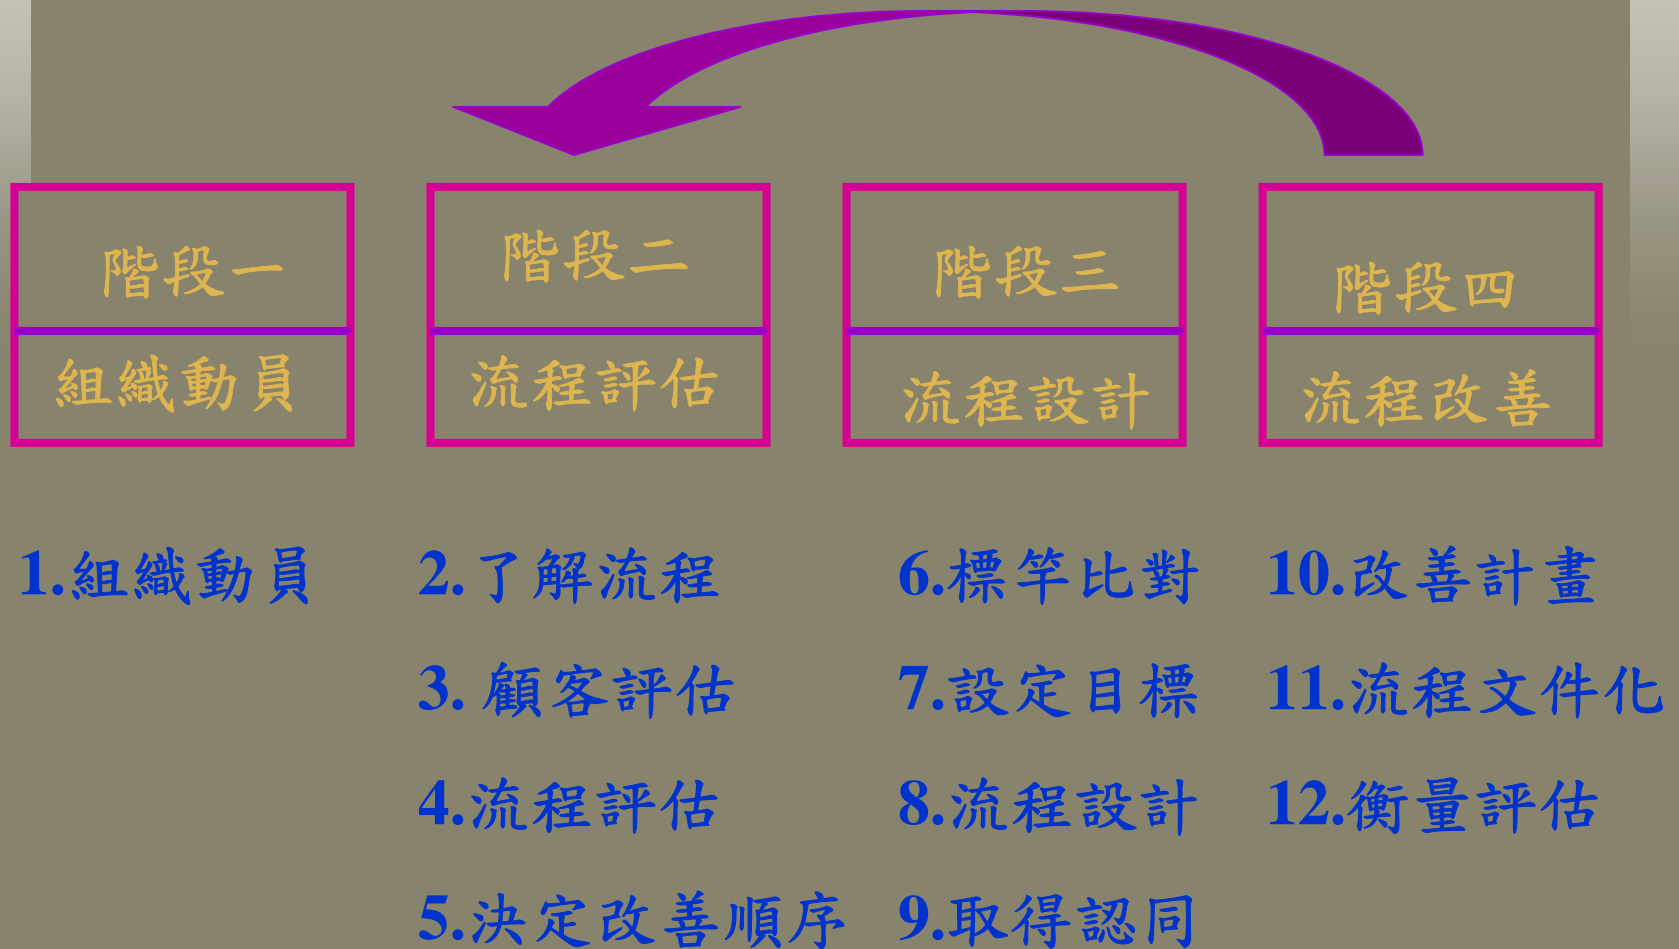 階段一
組織動員
階段二
流程評估
階段三
流程設計
階段四
流程改善
1.組織動員
2.了解流程
3. 顧客評估
4.流程評估
5.決定改善順序
6.標竿比對
7.設定目標
8.流程設計
9.取得認同
10.改善計畫
11.流程文件化
12.衡量評估